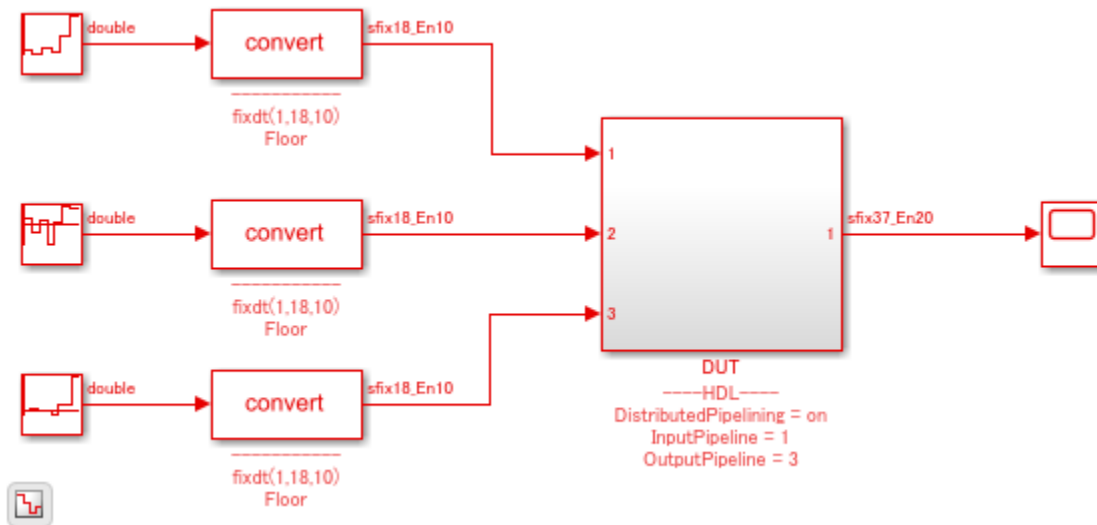 double
convert
sfix18_En10
-----------
fixdt(1,18,10)
Floor
double
convert
sfix18_En10
-----------
fixdt(1,18,10)
Floor
double
convert
sfix18_En10
-----------
fixdt(1,18,10)
Floor
1
2
3
1
sfix37_En20
DUT
----HDL----
DistributedPipelining = on
InputPipeline = 1
OutputPipeline = 3